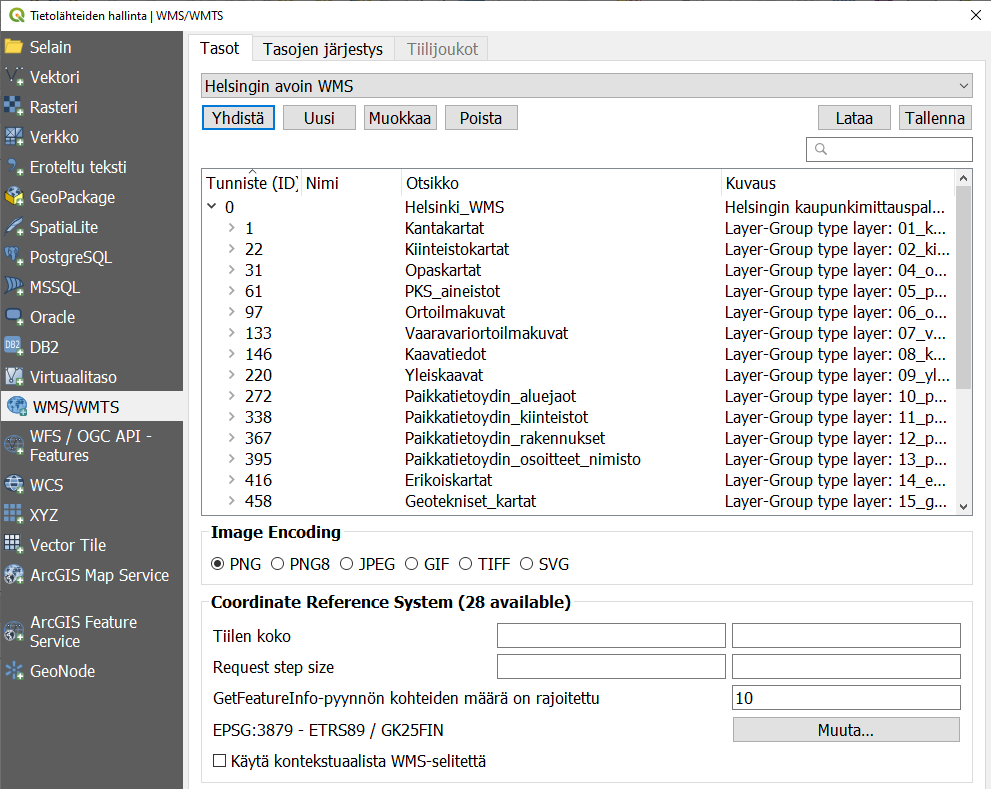 Tietolähteiden hallinta | WMS/WMTS
Selain
Vektori
Rasteri
Verkko
Eroteltu teksti
GeoPackage
SpatiaLite
PostgreSQL
MSSQL
Oracle
DB2
Virtuaalitaso
WMS/WMTS
WFS / OGC API -
Features
WCS
XYZ
Vector Tile
ArcGIS Map Service
ArcGIS Feature
Service
GeoNode
Tasot Tasojen järjestys Tiilijoukot
Helsingin avoin WMS
Yhdistä Uusi Muokkaa Poista Lataa Tallenna
Tunniste (ID) Nimi Otsikko Kuvaus
0 Helsinki_WMS Helsingin kaupunkimittauspal...
1 Kantakartat Layer-Group type layer: 01_k...
22 Kiinteistokartat Layer-Group type layer: 02_ki...
31 Opaskartat Layer-Group type layer: 04_o...
61 PKS_aineistot Layer-Group type layer: 05_p...
97 Ortoilmakuvat Layer-Group type layer: 06_o...
133 Vaaravariortoilmakuvat Layer-Group type layer: 07_v...
146 Kaavatiedot Layer-Group type layer: 08_k...
220 Yleiskaavat Layer-Group type layer: 09_yl...
272 Paikkatietoydin_aluejaot Layer-Group type layer: 10_p...
338 Paikkatietoydin_kiinteistot Layer-Group type layer: 11_p...
367 Paikkatietoydin_rakennukset Layer-Group type layer: 12_p...
395 Paikkatietoydin_osoitteet_nimisto Layer-Group type layer: 13_p...
416 Erikoiskartat Layer-Group type layer: 14_e...
458 Geotekniset_kartat Layer-Group type layer: 15_g...
Image Encoding
PNG PNG8 JPEG GIF TIFF SVG
Coordinate Reference System (28 available)
Tiilen koko
Request step size
GetFeatureInfo-pyynnön kohteiden määrä on rajoitettu 10
EPSG:3879 - ETRS89 / GK25FIN Muuta...
Käytä kontekstuaalista WMS-selitettä